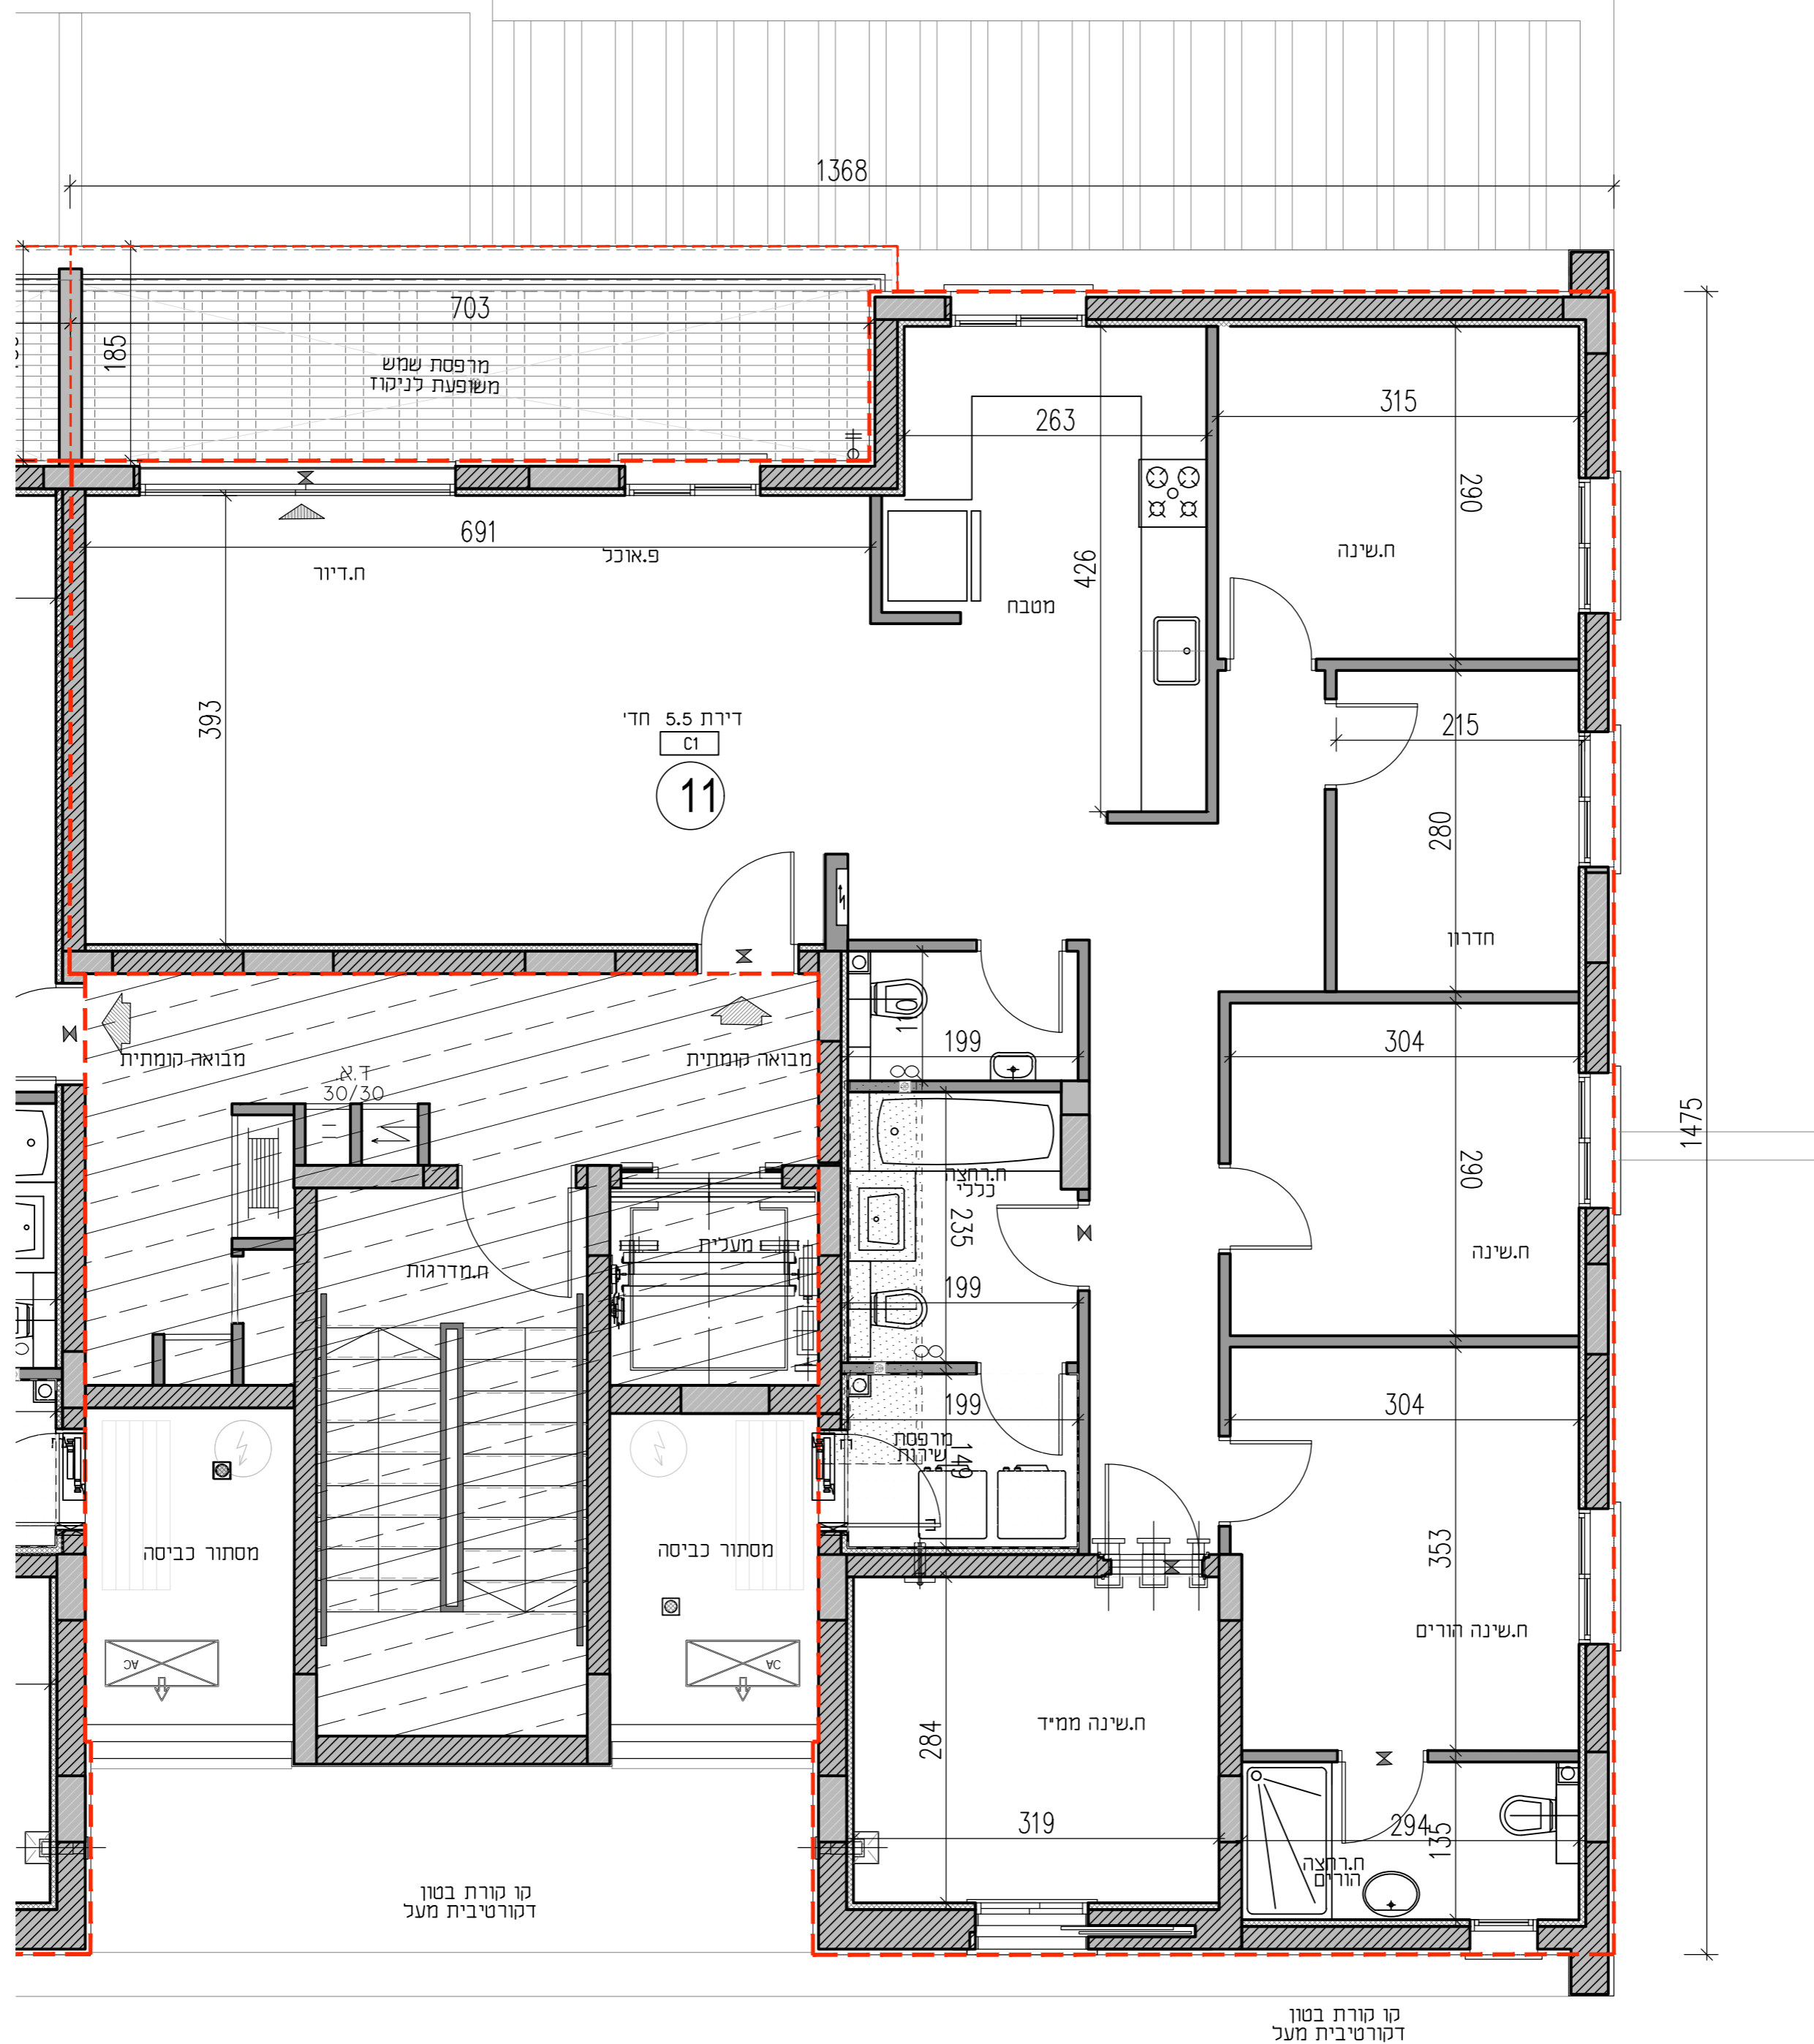 1368
703
185
מרפסת שמש
משופעת לניקוז
263
315
290
691
ח.דיור
פ.אוכל
426
מטבח
ח.שינה
393
דירת 5.5 חד'
C1
11
215
280
חדרון
מבואה קומתית
מבואה קומתית
ד.א.
30/30
110
199
304
290
1475
ח.רחצה
כללי
235
199
ח.שינה
מעלית
ח.מדרגות
199
מרפסת
שירות
149
304
353
מסתור כביסה
מסתור כביסה
ח.שינה הורים
AC
AC
284
ח.שינה ממ"ד
319
294
135
ח.רחצה
הורים
קו קורת בטון
דקורטיבית מעל
קו קורת בטון
דקורטיבית מעל